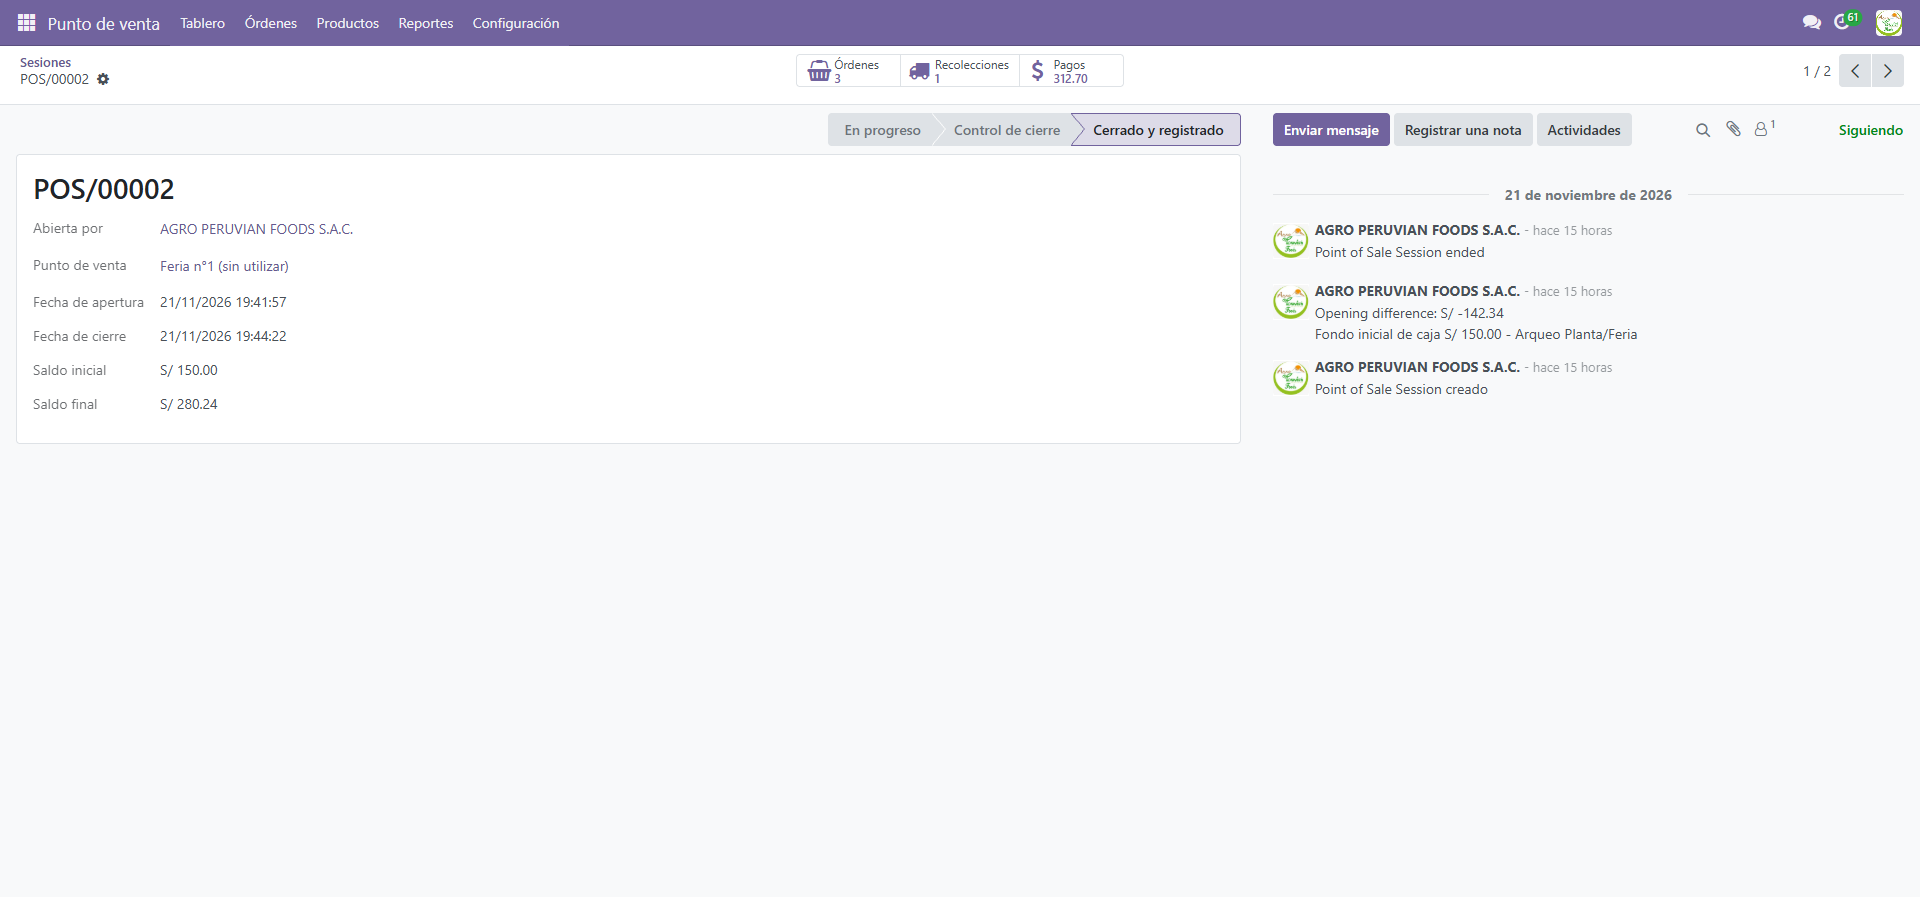 Punto de venta
Tablero
Órdenes
Productos
Reportes
Configuración
61
Sesiones
POS/00002
Órdenes
3
Recolecciones
1
Pagos
312.70
1 / 2
En progreso
Control de cierre
Cerrado y registrado
Enviar mensaje
Registrar una nota
Actividades
1
Siguiendo
POS/00002
Abierta por AGRO PERUVIAN FOODS S.A.C.
Punto de venta Feria n°1 (sin utilizar)
Fecha de apertura 21/11/2026 19:41:57
Fecha de cierre 21/11/2026 19:44:22
Saldo inicial S/ 150.00
Saldo final S/ 280.24
21 de noviembre de 2026
AGRO PERUVIAN FOODS S.A.C. - hace 15 horas
Point of Sale Session ended
AGRO PERUVIAN FOODS S.A.C. - hace 15 horas
Opening difference: S/ -142.34
Fondo inicial de caja S/ 150.00 - Arqueo Planta/Feria
AGRO PERUVIAN FOODS S.A.C. - hace 15 horas
Point of Sale Session creado